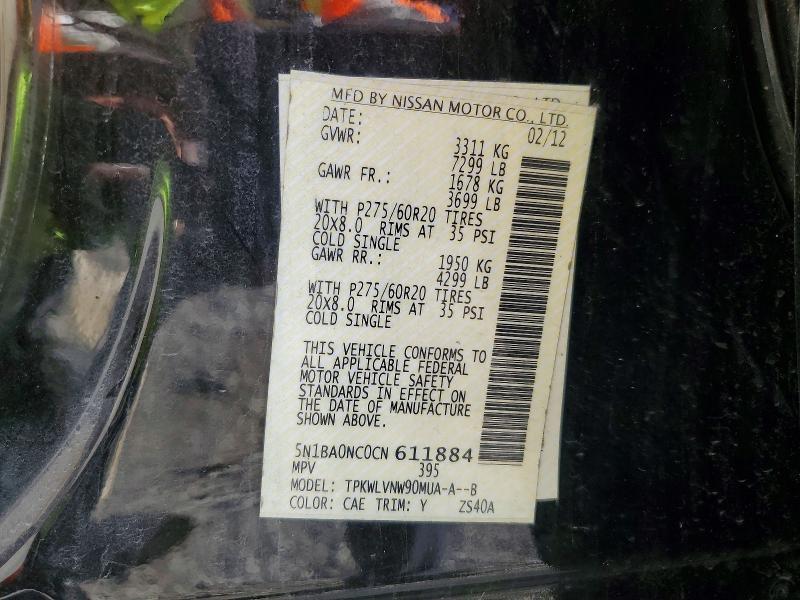 MFD BY NISSAN MOTOR CO., LTD.
DATE: 02/12
GVWR: 3311 KG
7299 LB
GAWR FR.: 1678 KG
3699 LB
WITH P275/60R20 TIRES
20X8.0 RIMS AT 35 PSI
COLD SINGLE
GAWR RR.: 1950 KG
4299 LB
WITH P275/60R20 TIRES
20X8.0 RIMS AT 35 PSI
COLD SINGLE
THIS VEHICLE CONFORMS TO
ALL APPLICABLE FEDERAL
MOTOR VEHICLE SAFETY
STANDARDS IN EFFECT ON
THE DATE OF MANUFACTURE
SHOWN ABOVE.
5N1BA0NC0CN 611884
MPV 395
MODEL: TPKWLVNW90MUA-A--B
COLOR: CAE TRIM: Y ZS40A